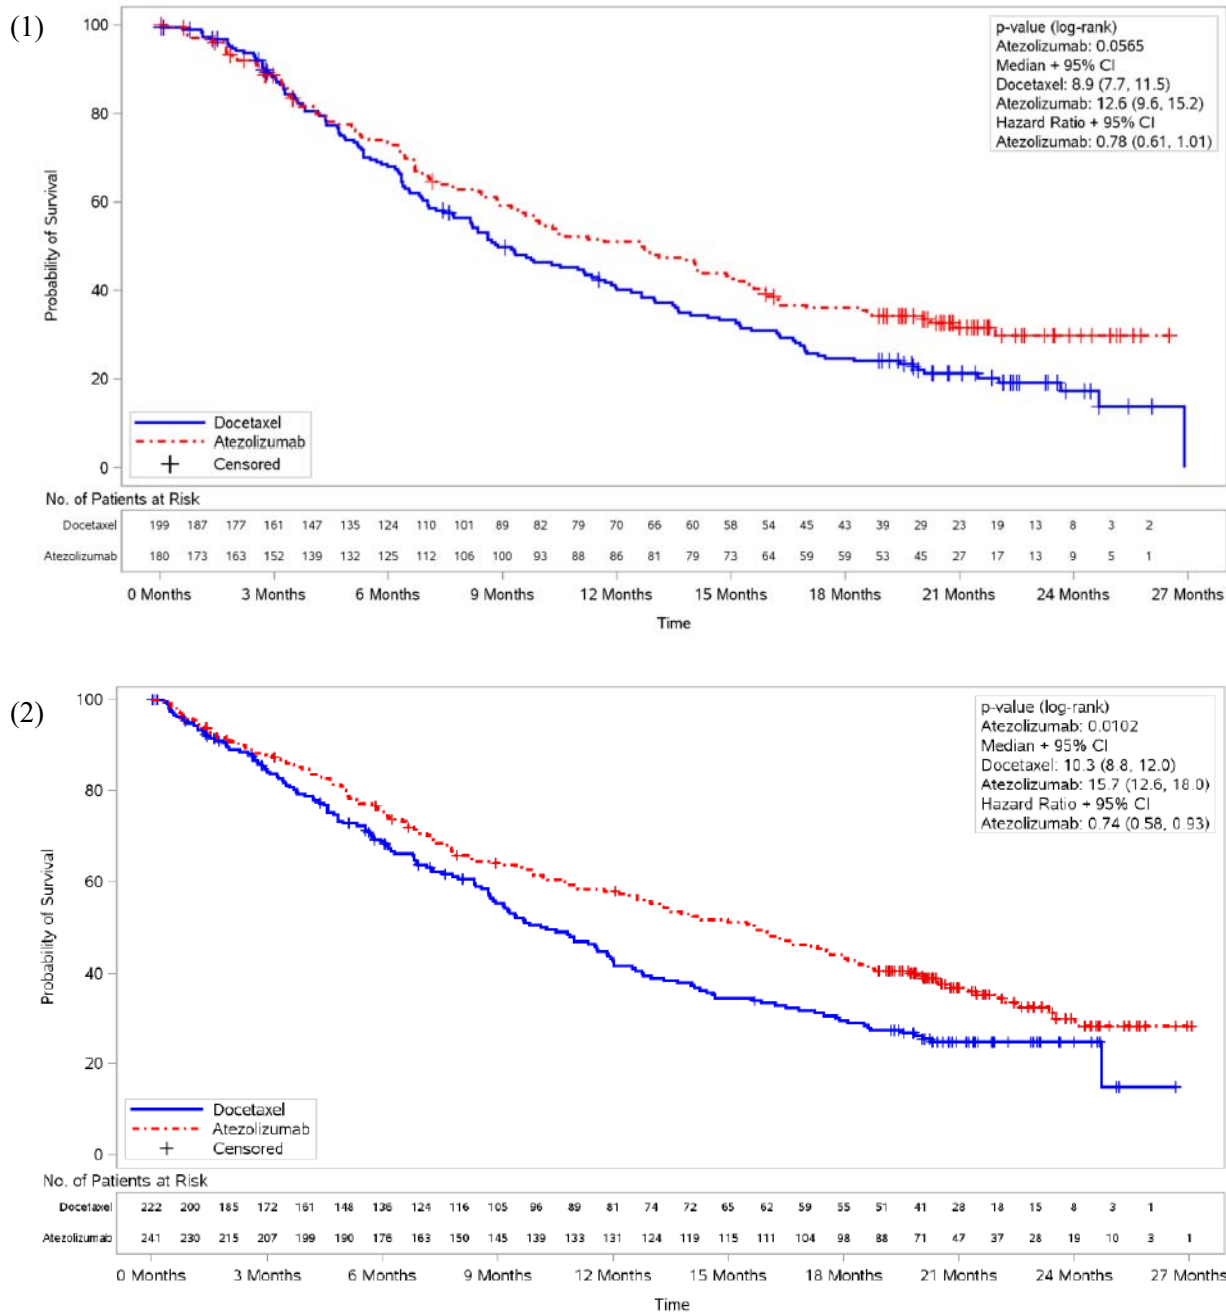 (1)
100
80
60
40
20
0
Probability of Survival
p-value (log-rank)
Atezolizumab: 0.0565
Median + 95% CI
Docetaxel: 8.9 (7.7, 11.5)
Atezolizumab: 12.6 (9.6, 15.2)
Hazard Ratio + 95% CI
Atezolizumab: 0.78 (0.61, 1.01)
Docetaxel
Atezolizumab
Censored
No. of Patients at Risk
Docetaxel 199 187 177 161 147 135 124 110 101 89 82 79 70 66 60 58 54 45 43 39 29 23 19 13 8 3 2
Atezolizumab 180 173 163 152 139 132 125 112 106 100 93 88 86 81 79 73 64 59 59 53 45 27 17 13 9 5 1
0 Months 3 Months 6 Months 9 Months 12 Months 15 Months 18 Months 21 Months 24 Months 27 Months
Time
(2)
100
80
60
40
20
0
Probability of Survival
p-value (log-rank)
Atezolizumab: 0.0102
Median + 95% CI
Docetaxel: 10.3 (8.8, 12.0)
Atezolizumab: 15.7 (12.6, 18.0)
Hazard Ratio + 95% CI
Atezolizumab: 0.74 (0.58, 0.93)
Docetaxel
Atezolizumab
Censored
No. of Patients at Risk
Docetaxel 222 200 185 172 161 148 136 124 116 105 96 89 81 74 72 65 62 59 55 51 41 28 18 15 8 3 1
Atezolizumab 241 230 215 207 199 190 176 163 150 145 139 133 131 124 119 115 111 104 98 88 71 47 37 28 19 10 3 1
0 Months 3 Months 6 Months 9 Months 12 Months 15 Months 18 Months 21 Months 24 Months 27 Months
Time